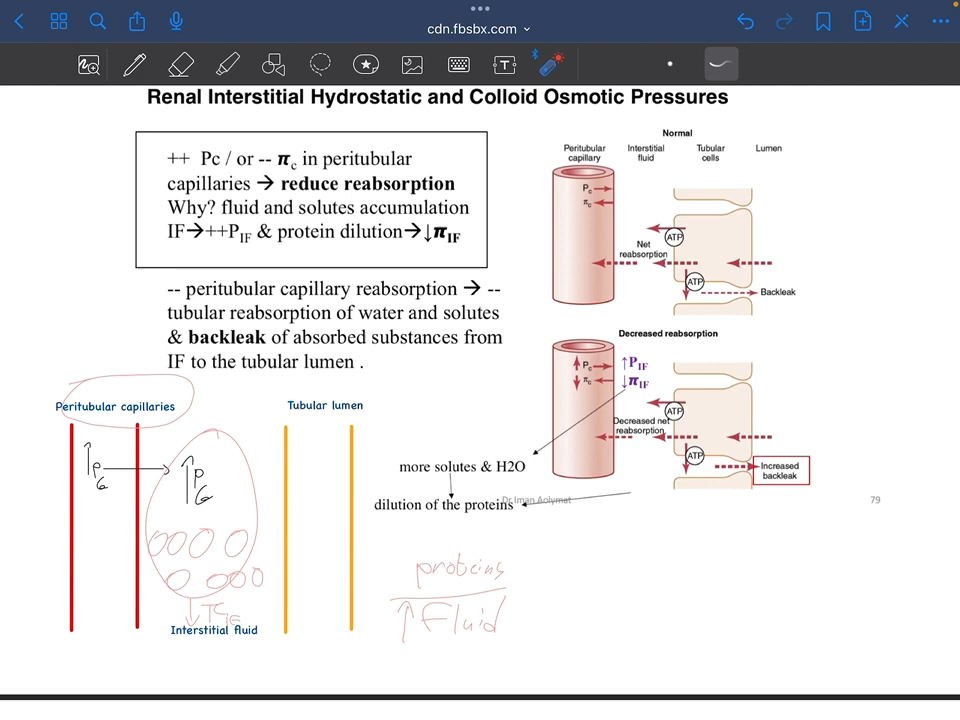 cdn.fbsbx.com
Renal Interstitial Hydrostatic and Colloid Osmotic Pressures
++ Pc / or -- π c in peritubular
capillaries → reduce reabsorption
Why? fluid and solutes accumulation
IF→++PIF & protein dilution→↓πIF
-- peritubular capillary reabsorption → --
tubular reabsorption of water and solutes
& backleak of absorbed substances from
IF to the tubular lumen .
Normal
Peritubular
capillary
Interstitial
fluid
Tubular
cells
Lumen
Pc
πc
ATP
Net
reabsorption
ATP
Backleak
Decreased reabsorption
↑Pc
↓πc
↑PIF
↓πIF
ATP
Decreased net
reabsorption
ATP
Increased
backleak
Peritubular capillaries
Tubular lumen
↑PG
↑PG
↓πIF
Interstitial fluid
more solutes & H2O
dilution of the proteins
Dr Iman Aolymat
79
proteins
↑Fluid
T